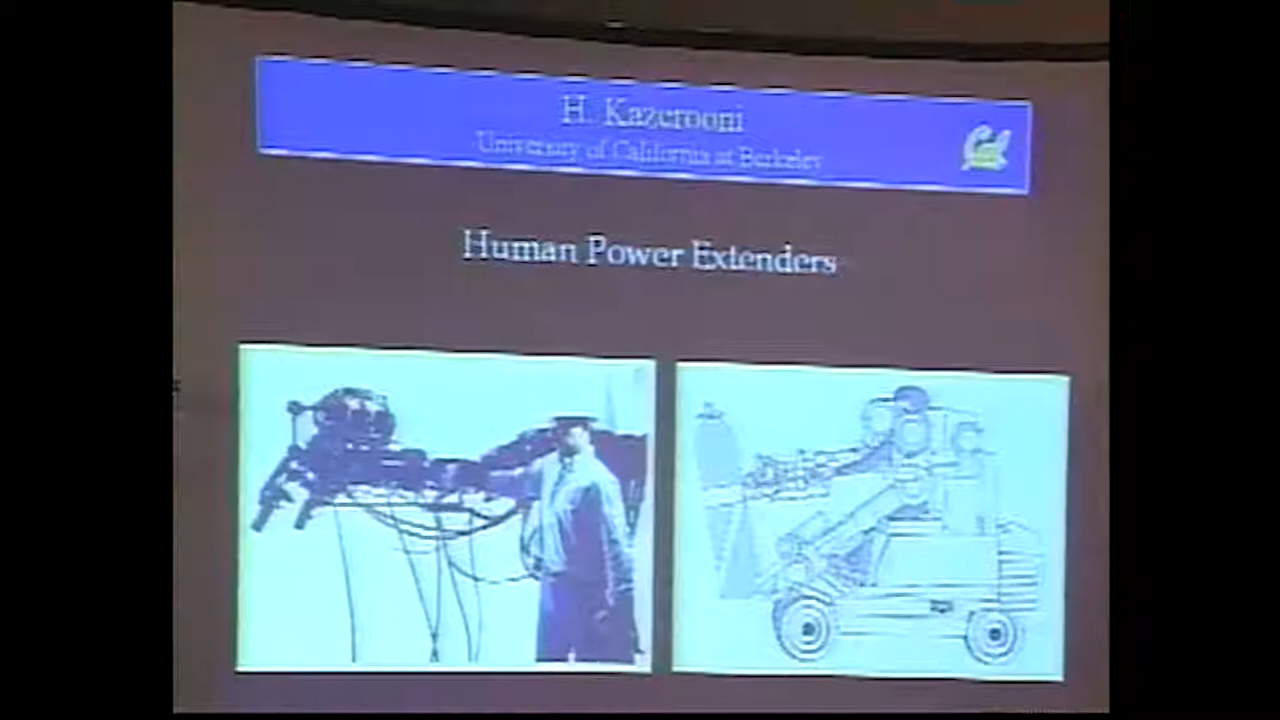 H. Kazerooni
University of California at Berkeley
Human Power Extenders